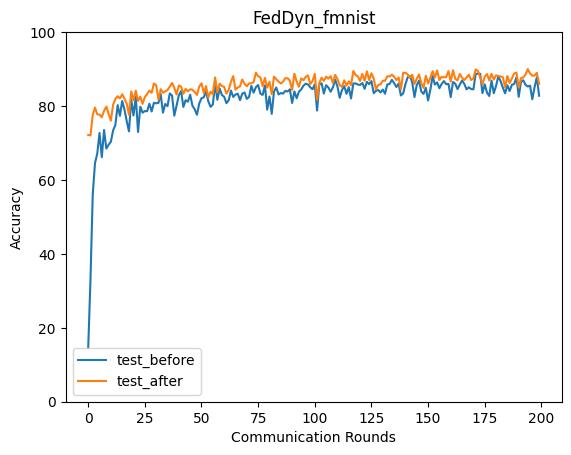 FedDyn_fmnist
Accuracy
100
80
60
40
20
0
test_before
test_after
0 25 50 75 100 125 150 175 200
Communication Rounds